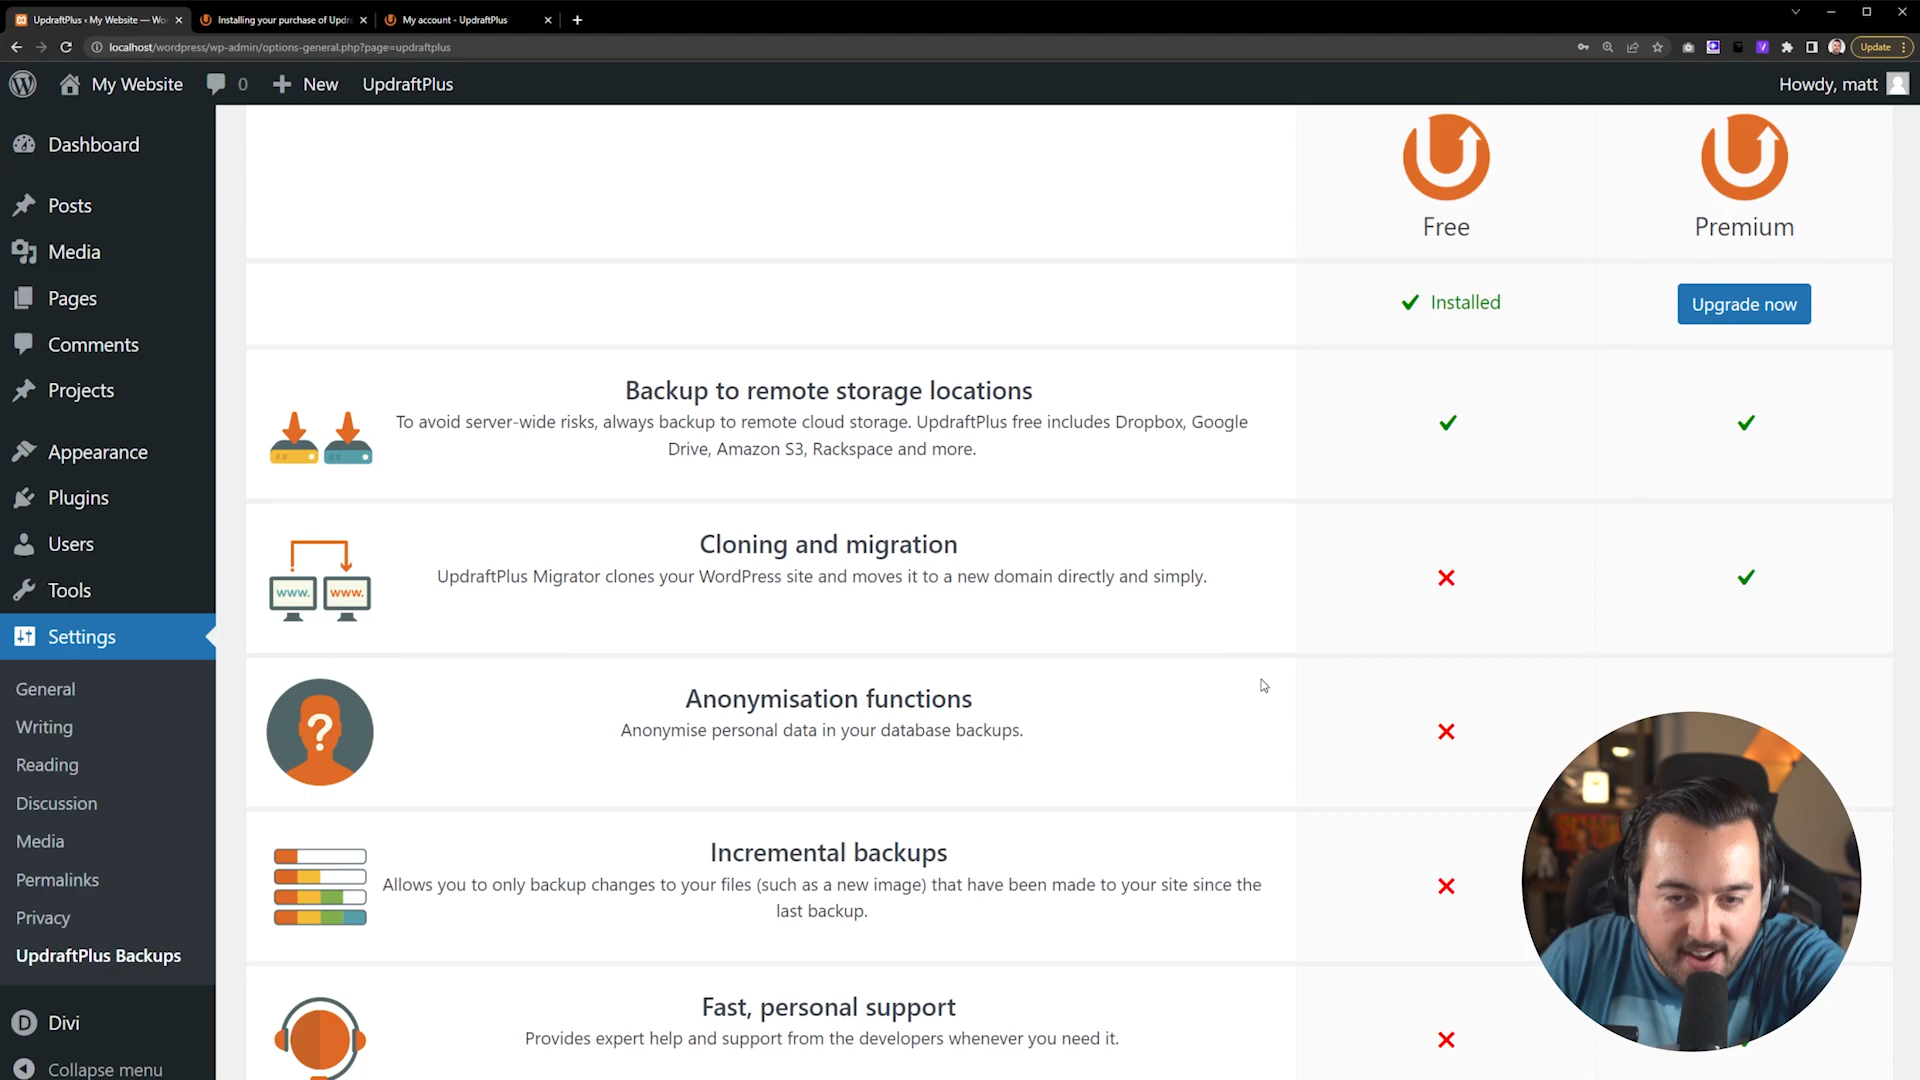 UpdraftPlus ‹ My Website — Wor
Installing your purchase of Updr
My account - UpdraftPlus
localhost/wordpress/wp-admin/options-general.php?page=updraftplus
Update
My Website
0
New
UpdraftPlus
Howdy, matt
Dashboard
Posts
Media
Pages
Comments
Projects
Appearance
Plugins
Users
Tools
Settings
General
Writing
Reading
Discussion
Media
Permalinks
Privacy
UpdraftPlus Backups
Divi
Collapse menu
Free
Premium
Installed
Upgrade now
Backup to remote storage locations
To avoid server-wide risks, always backup to remote cloud storage. UpdraftPlus free includes Dropbox, Google
Drive, Amazon S3, Rackspace and more.
www.
www.
Cloning and migration
UpdraftPlus Migrator clones your WordPress site and moves it to a new domain directly and simply.
?
Anonymisation functions
Anonymise personal data in your database backups.
Incremental backups
Allows you to only backup changes to your files (such as a new image) that have been made to your site since the
last backup.
Fast, personal support
Provides expert help and support from the developers whenever you need it.